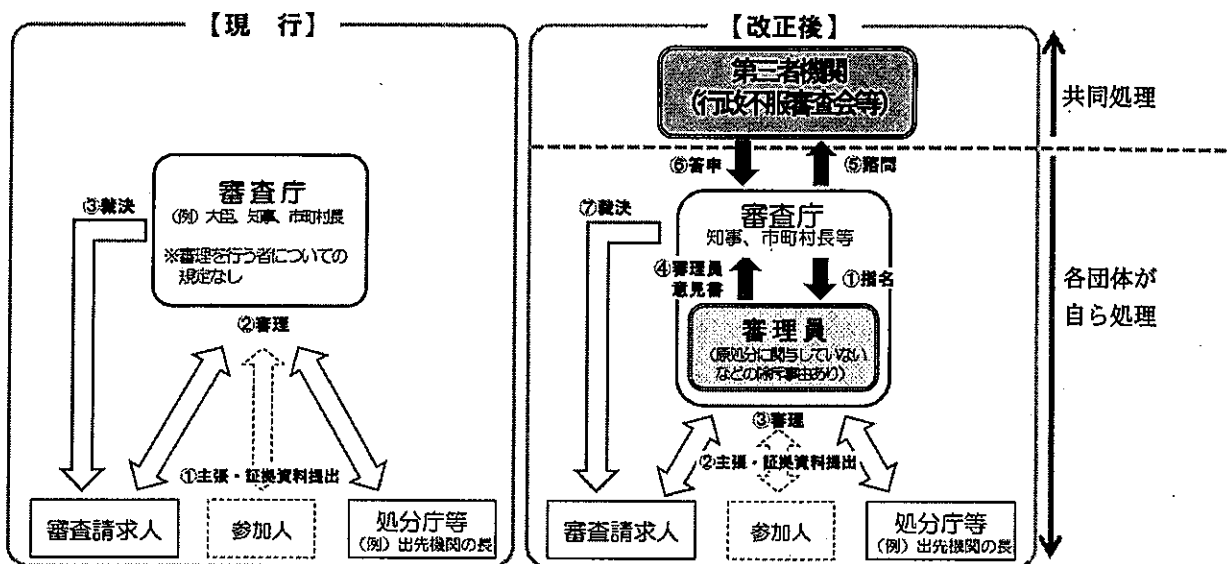 【現　行】
審査庁
(例) 大臣、知事、市町村長
※審理を行う者についての
規定なし
③裁決
②審理
①主張・証拠資料提出
審査請求人
参加人
処分庁等
(例) 出先機関の長
【改正後】
第三者機関
(行政不服審査会等)
⑥答申
⑤諮問
審査庁
知事、市町村長等
⑦裁決
④審理員
意見書
①指名
審理員
(原処分に関与していない
などの除斥事由あり)
③審理
②主張・証拠資料提出
審査請求人
参加人
処分庁等
(例) 出先機関の長
共同処理
各団体が
自ら処理